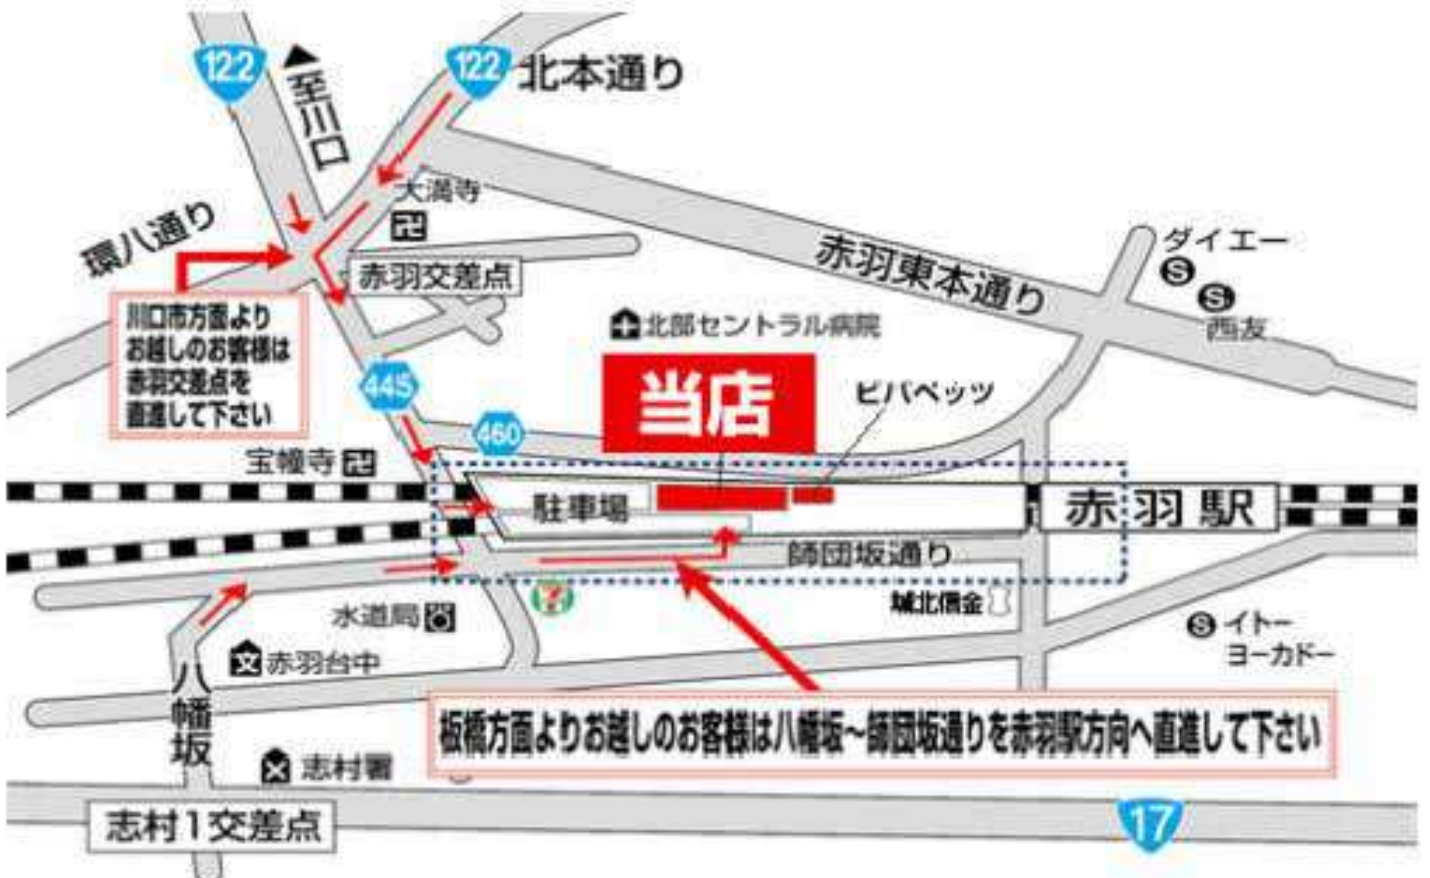 122
▲至川口
122
北本通り
大満寺
環八通り
赤羽交差点
川口市方面より
お越しのお客様は
赤羽交差点を
直進して下さい
赤羽東本通り
ダイエー
S
S
西友
北部セントラル病院
当店
ビバペッツ
445
460
宝幢寺
駐車場
赤羽駅
師団坂通り
7
水道局
城北信金
S イトー
ヨーカドー
文 赤羽台中
八幡坂
板橋方面よりお越しのお客様は八幡坂～師団坂通りを赤羽駅方向へ直進して下さい
志村署
志村1交差点
17